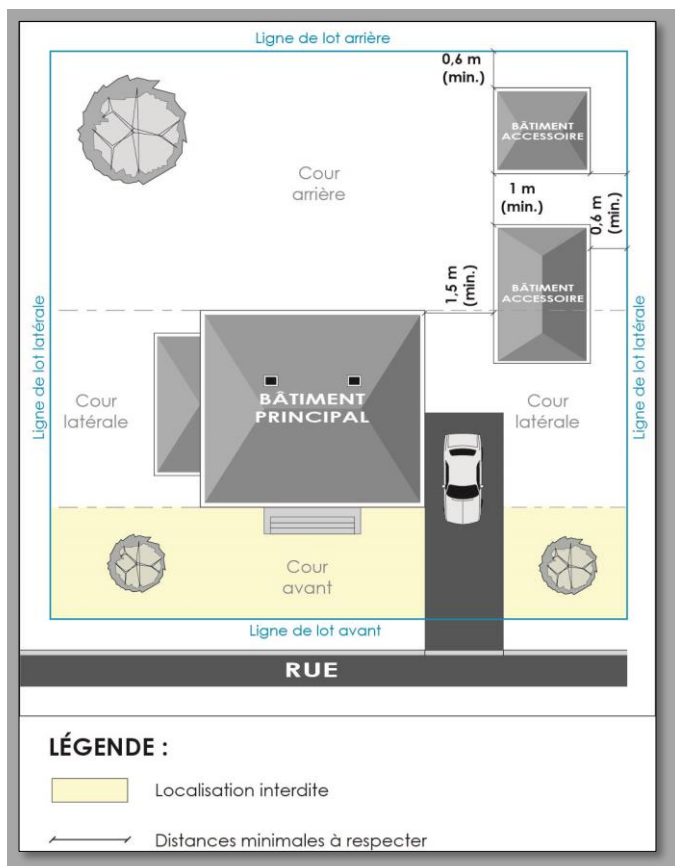 Ligne de lot arrière
0,6 m
(min.)
BÂTIMENT
ACCESSOIRE
Cour
arrière
1 m
(min.)
0,6 m
(min.)
1,5 m
(min.)
BÂTIMENT
ACCESSOIRE
Ligne de lot latérale
Cour
latérale
BÂTIMENT
PRINCIPAL
Cour
latérale
Ligne de lot latérale
Cour
avant
Ligne de lot avant
RUE
LÉGENDE :
Localisation interdite
Distances minimales à respecter